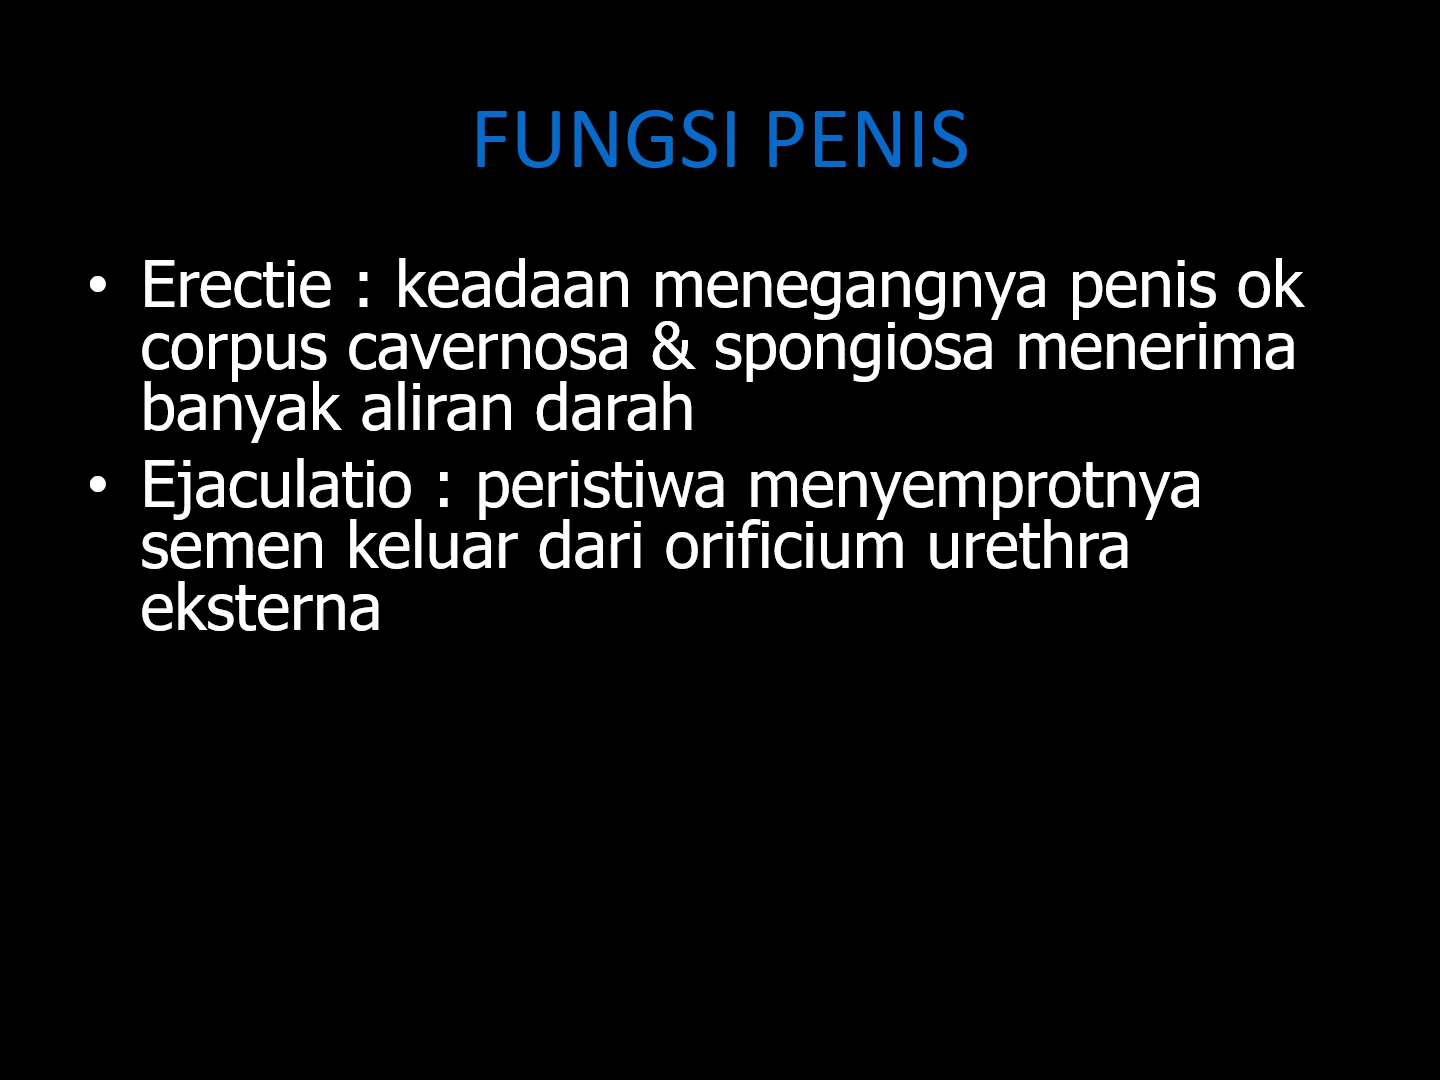 FUNGSI PENIS
• Erectie : keadaan menegangnya penis ok
corpus cavernosa & spongiosa menerima
banyak aliran darah
• Ejaculatio : peristiwa menyemprotnya
semen keluar dari orificium urethra
eksterna